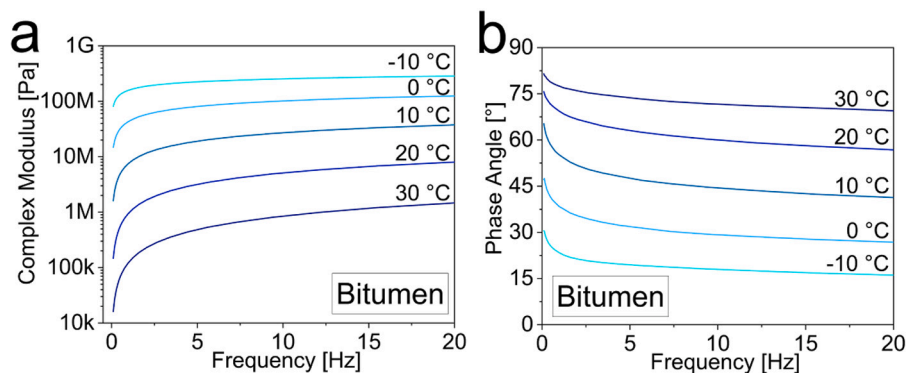 a
Complex Modulus [Pa]
1G
100M
10M
1M
100k
10k
-10 °C
0 °C
10 °C
20 °C
30 °C
Bitumen
0
5
10
15
20
Frequency [Hz]
b
Phase Angle [°]
90
75
60
45
30
15
0
30 °C
20 °C
10 °C
0 °C
-10 °C
Bitumen
0
5
10
15
20
Frequency [Hz]